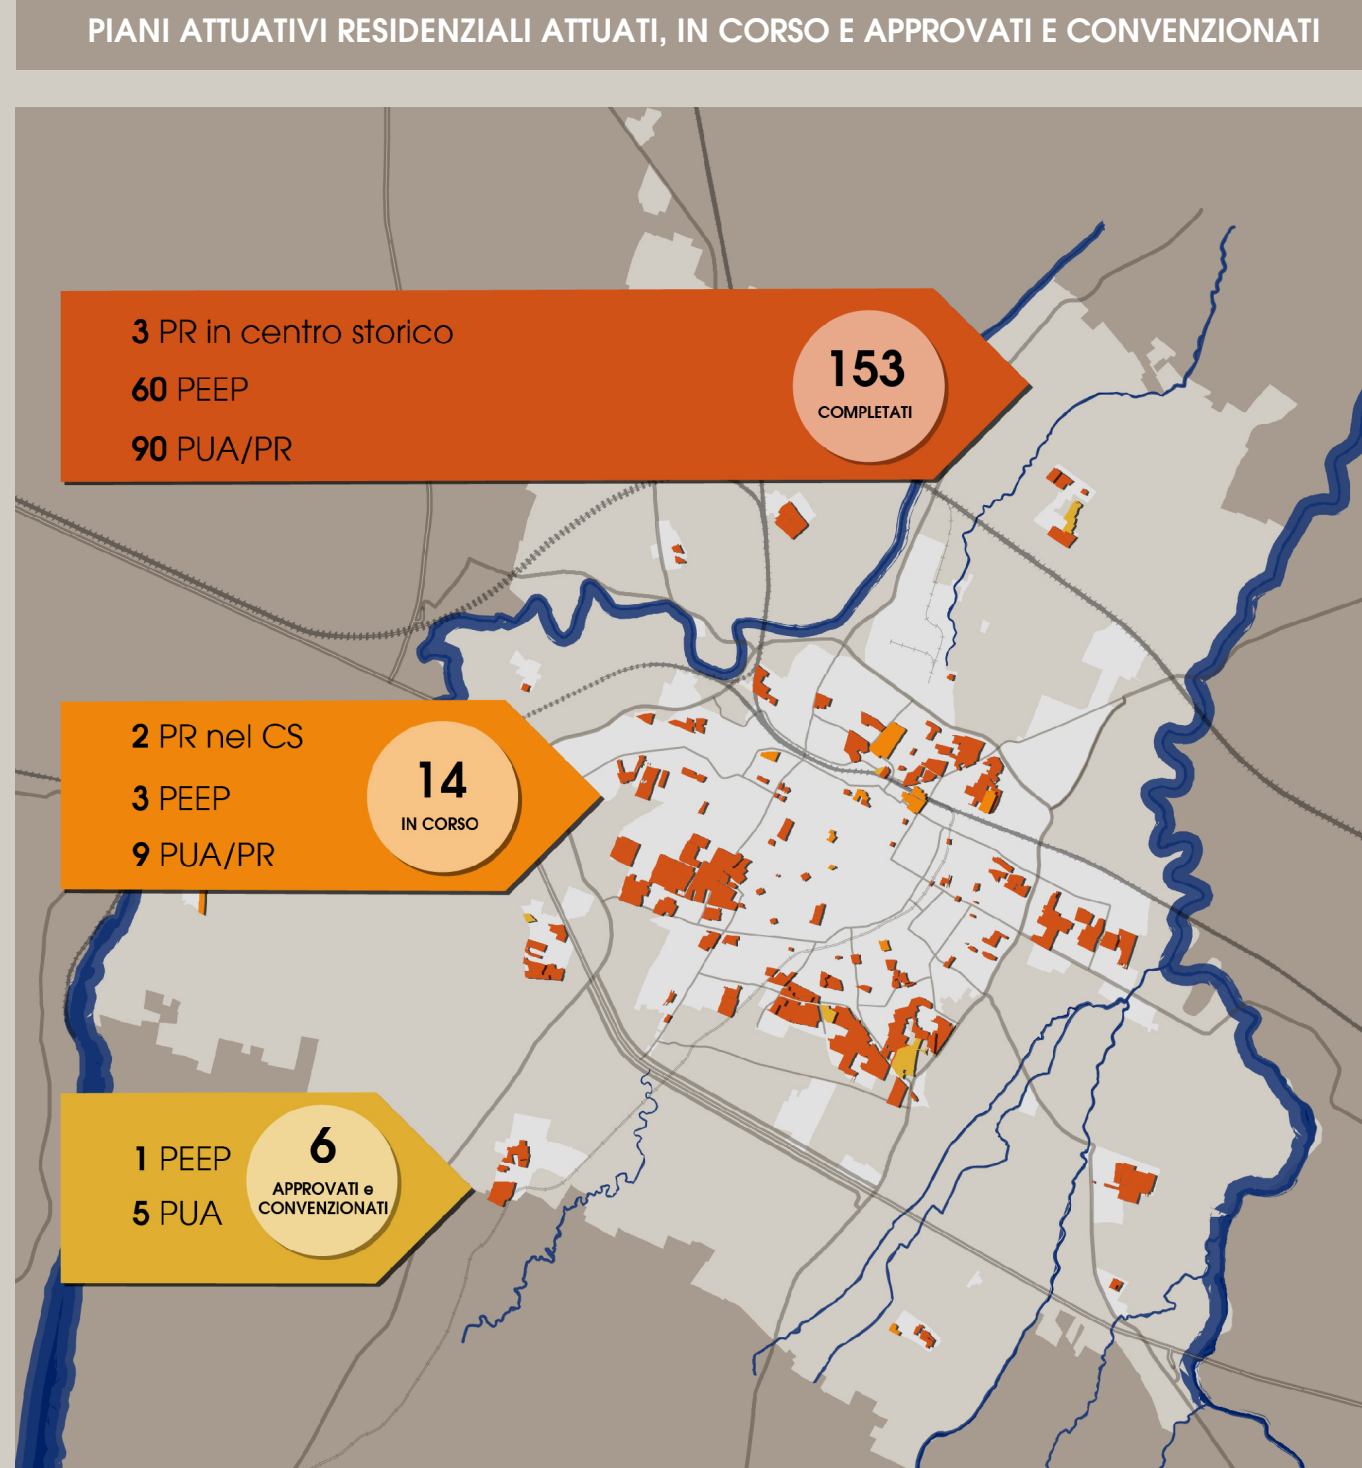 PIANI ATTUATIVI RESIDENZIALI ATTUATI, IN CORSO E APPROVATI E CONVENZIONATI
3 PR in centro storico
60 PEEP
90 PUA/PR
153
COMPLETATI
2 PR nel CS
3 PEEP
9 PUA/PR
14
IN CORSO
1 PEEP
5 PUA
6
APPROVATI e
CONVENZIONATI